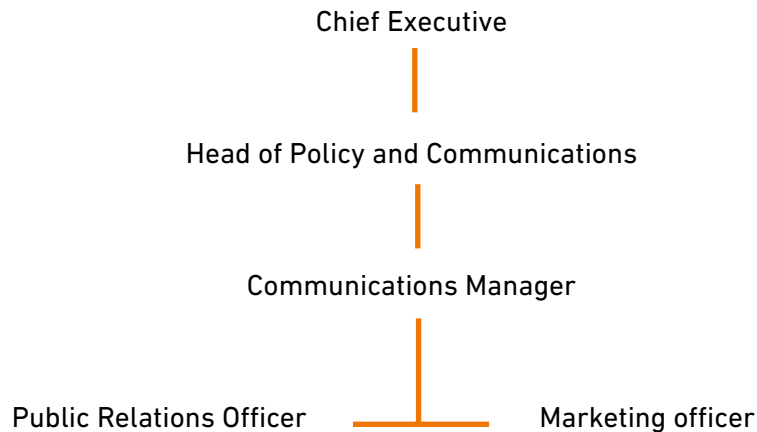 Chief Executive
Head of Policy and Communications
Communications Manager
Public Relations Officer
Marketing officer